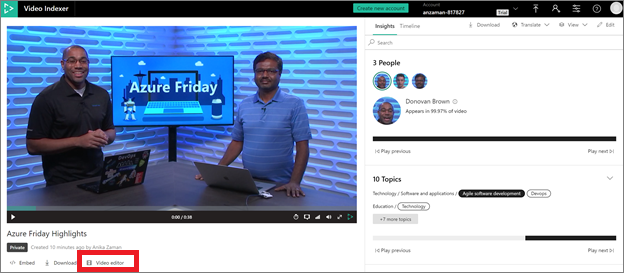 Video Indexer
Create new account
Account
anzaman-817827
Trial
Insights
Timeline
Download
Translate
View
Edit
Search
Azure Friday
DevOps
3 People
Donovan Brown
Appears in 99.97% of video
Play previous
Play next
10 Topics
Technology / Software and applications / Agile software development Devops
Education / Technology
+7 more topics
Play previous
Play next
0:00 / 0:38
Azure Friday Highlights
Private Created 10 minutes ago by Anika Zaman
Embed
Download
Video editor